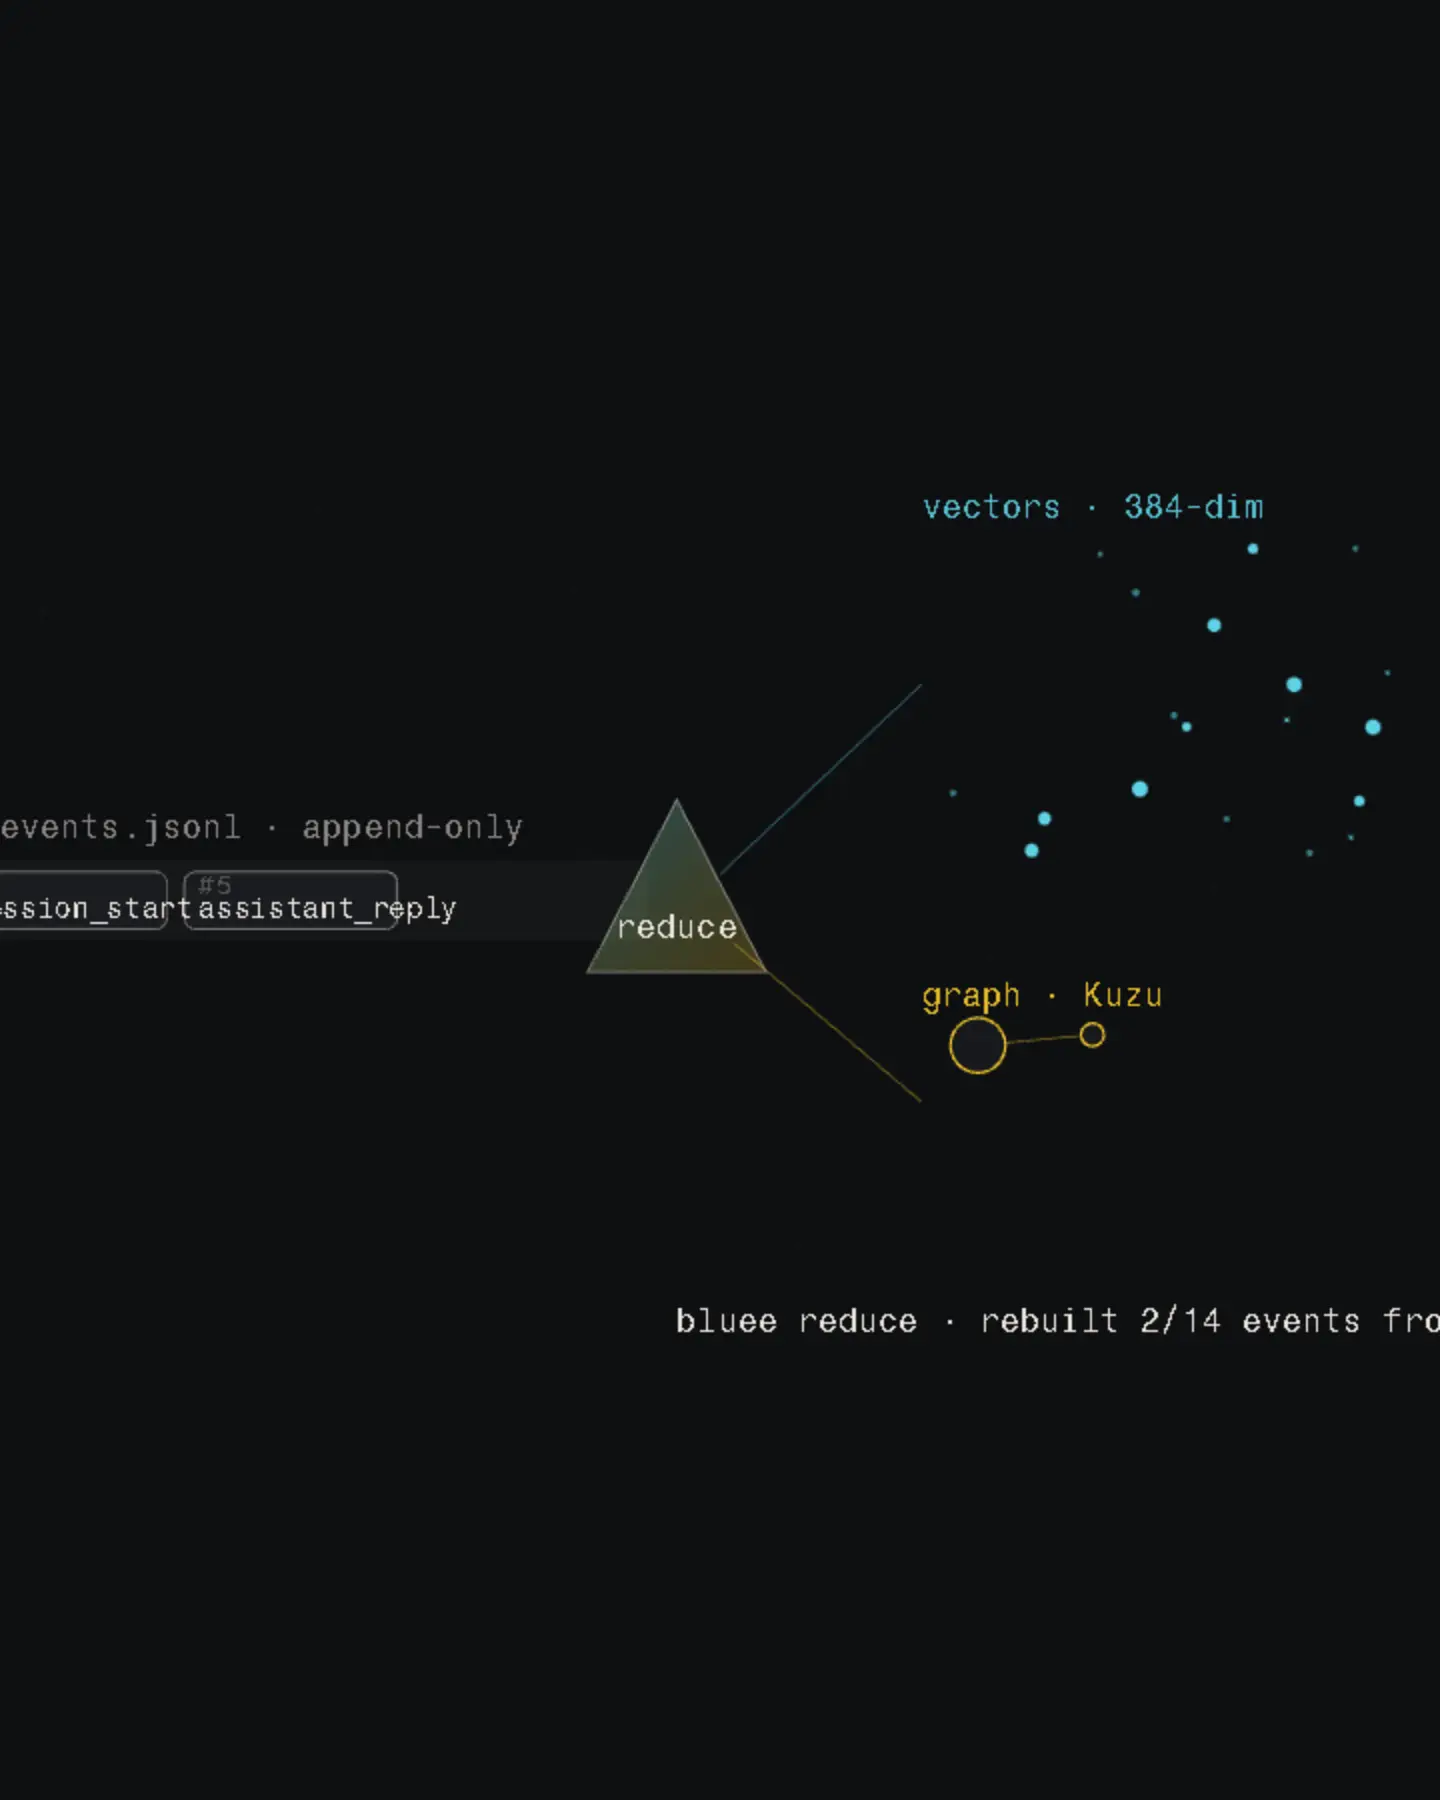 vectors · 384-dim
events.jsonl · append-only
#5
ssion_start
assistant_reply
reduce
graph · Kuzu
bluee reduce · rebuilt 2/14 events fro